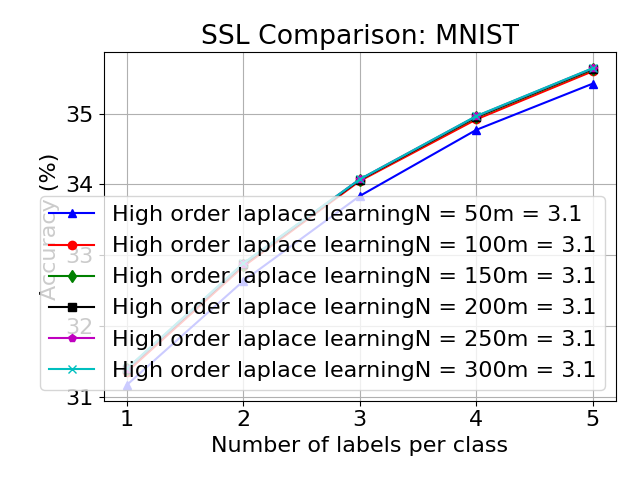 SSL Comparison: MNIST
Accuracy (%)
35
34
33
32
31
High order laplace learningN = 50m = 3.1
High order laplace learningN = 100m = 3.1
High order laplace learningN = 150m = 3.1
High order laplace learningN = 200m = 3.1
High order laplace learningN = 250m = 3.1
High order laplace learningN = 300m = 3.1
1 2 3 4 5
Number of labels per class